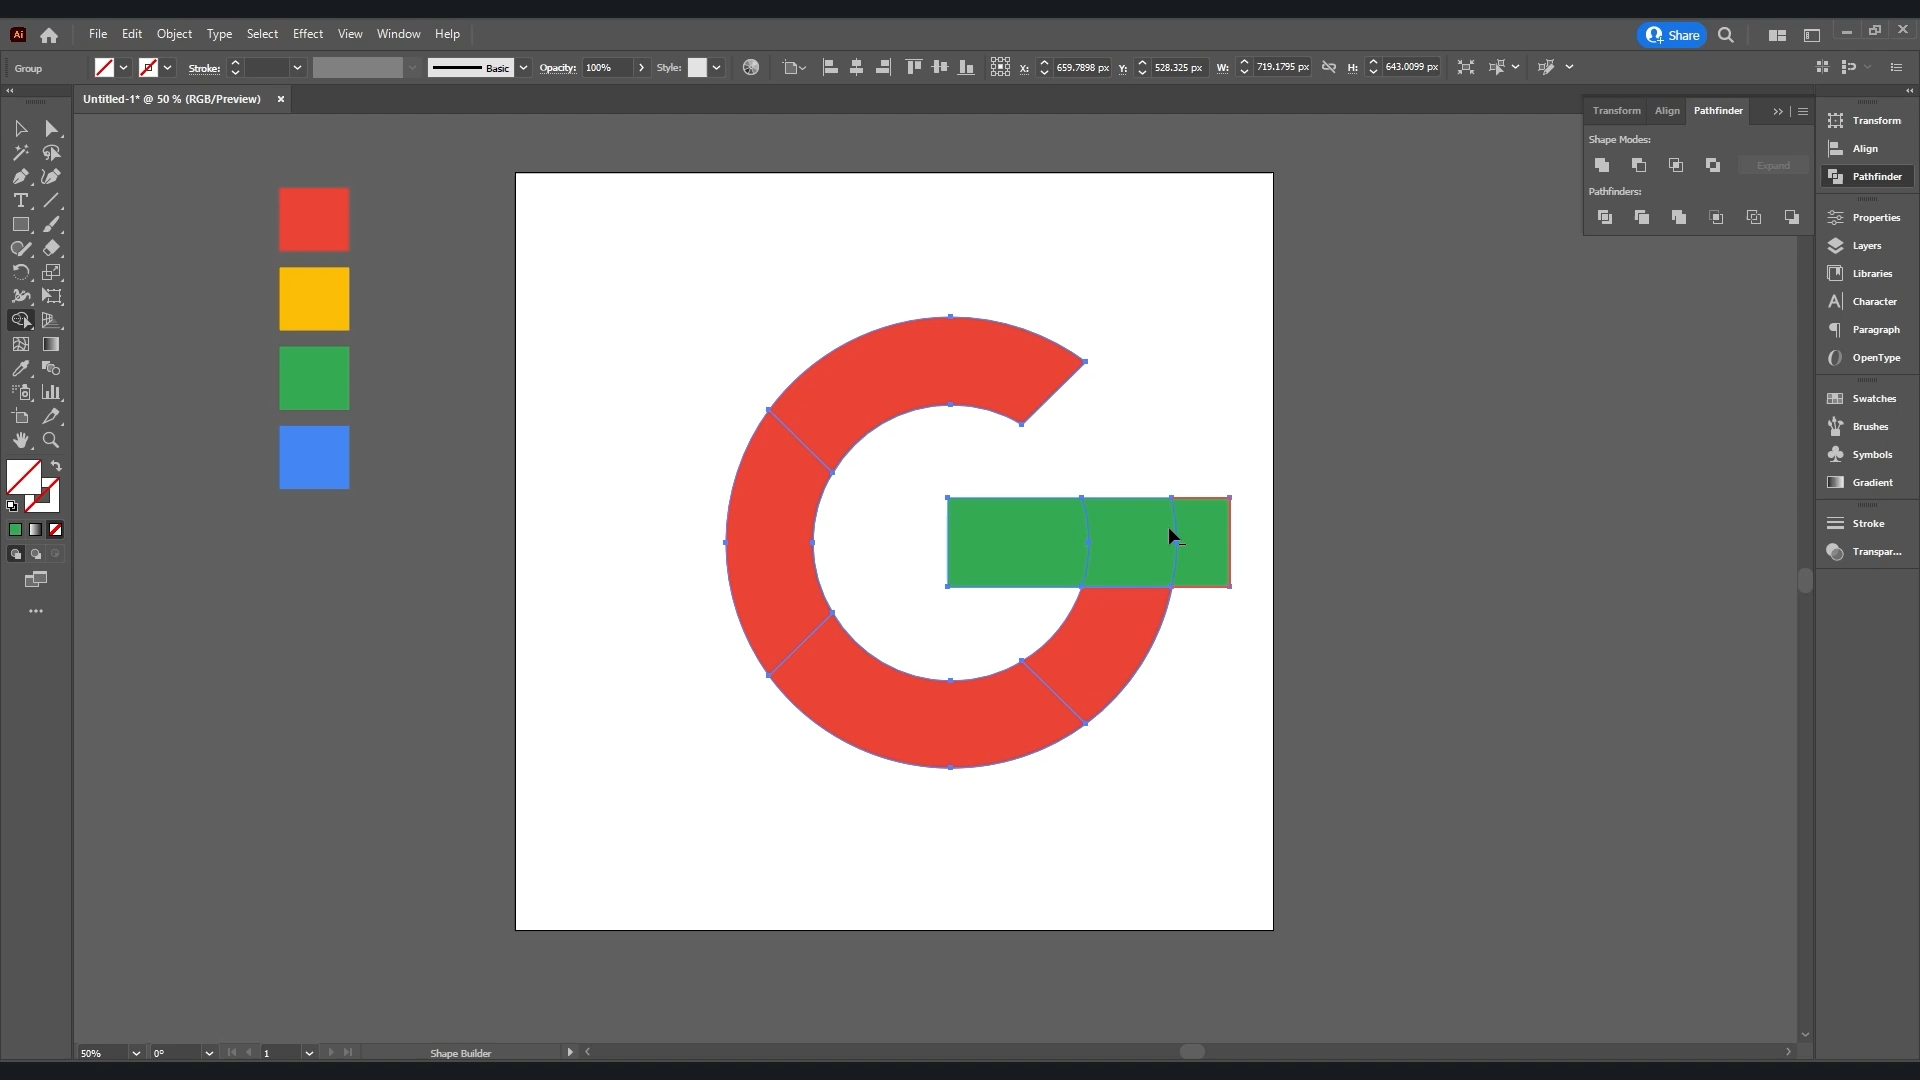 Ai File Edit Object Type Select Effect View Window Help Share
Group Stroke: Basic Opacity: 100% Style: X: 659.7898 px Y: 528.325 px W: 719.1795 px H: 643.0099 px
Untitled-1* @ 50 % (RGB/Preview) ×
Transform Align Pathfinder
Shape Modes:
Expand
Pathfinders:
Transform
Align
Pathfinder
Properties
Layers
Libraries
Character
Paragraph
OpenType
Swatches
Brushes
Symbols
Gradient
Stroke
Transpar...
50% 0° 1 Shape Builder